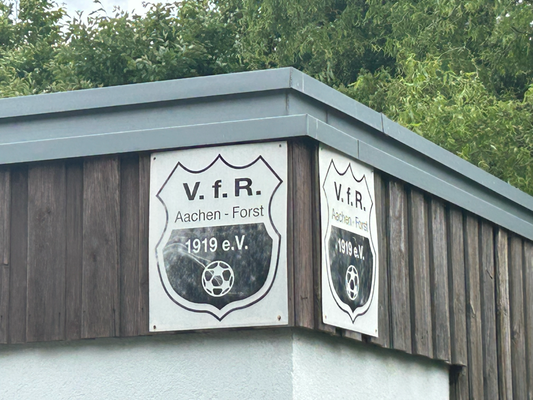 V. f. R.
Aachen - Forst
1919 e.V.
V. f. R.
Aachen - Forst
1919 e.V.